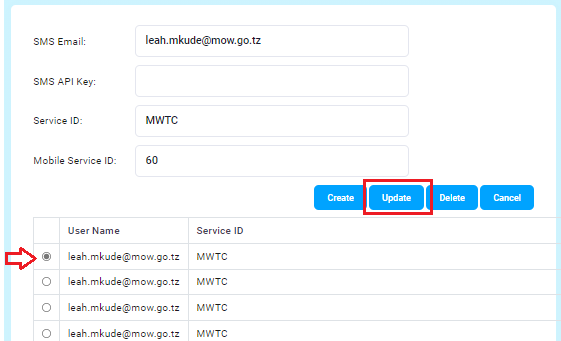 SMS Email: leah.mkude@mow.go.tz
SMS API Key:
Service ID: MWTC
Mobile Service ID: 60
Create Update Delete Cancel
User Name Service ID
leah.mkude@mow.go.tz MWTC
leah.mkude@mow.go.tz MWTC
leah.mkude@mow.go.tz MWTC
leah.mkude@mow.go.tz MWTC